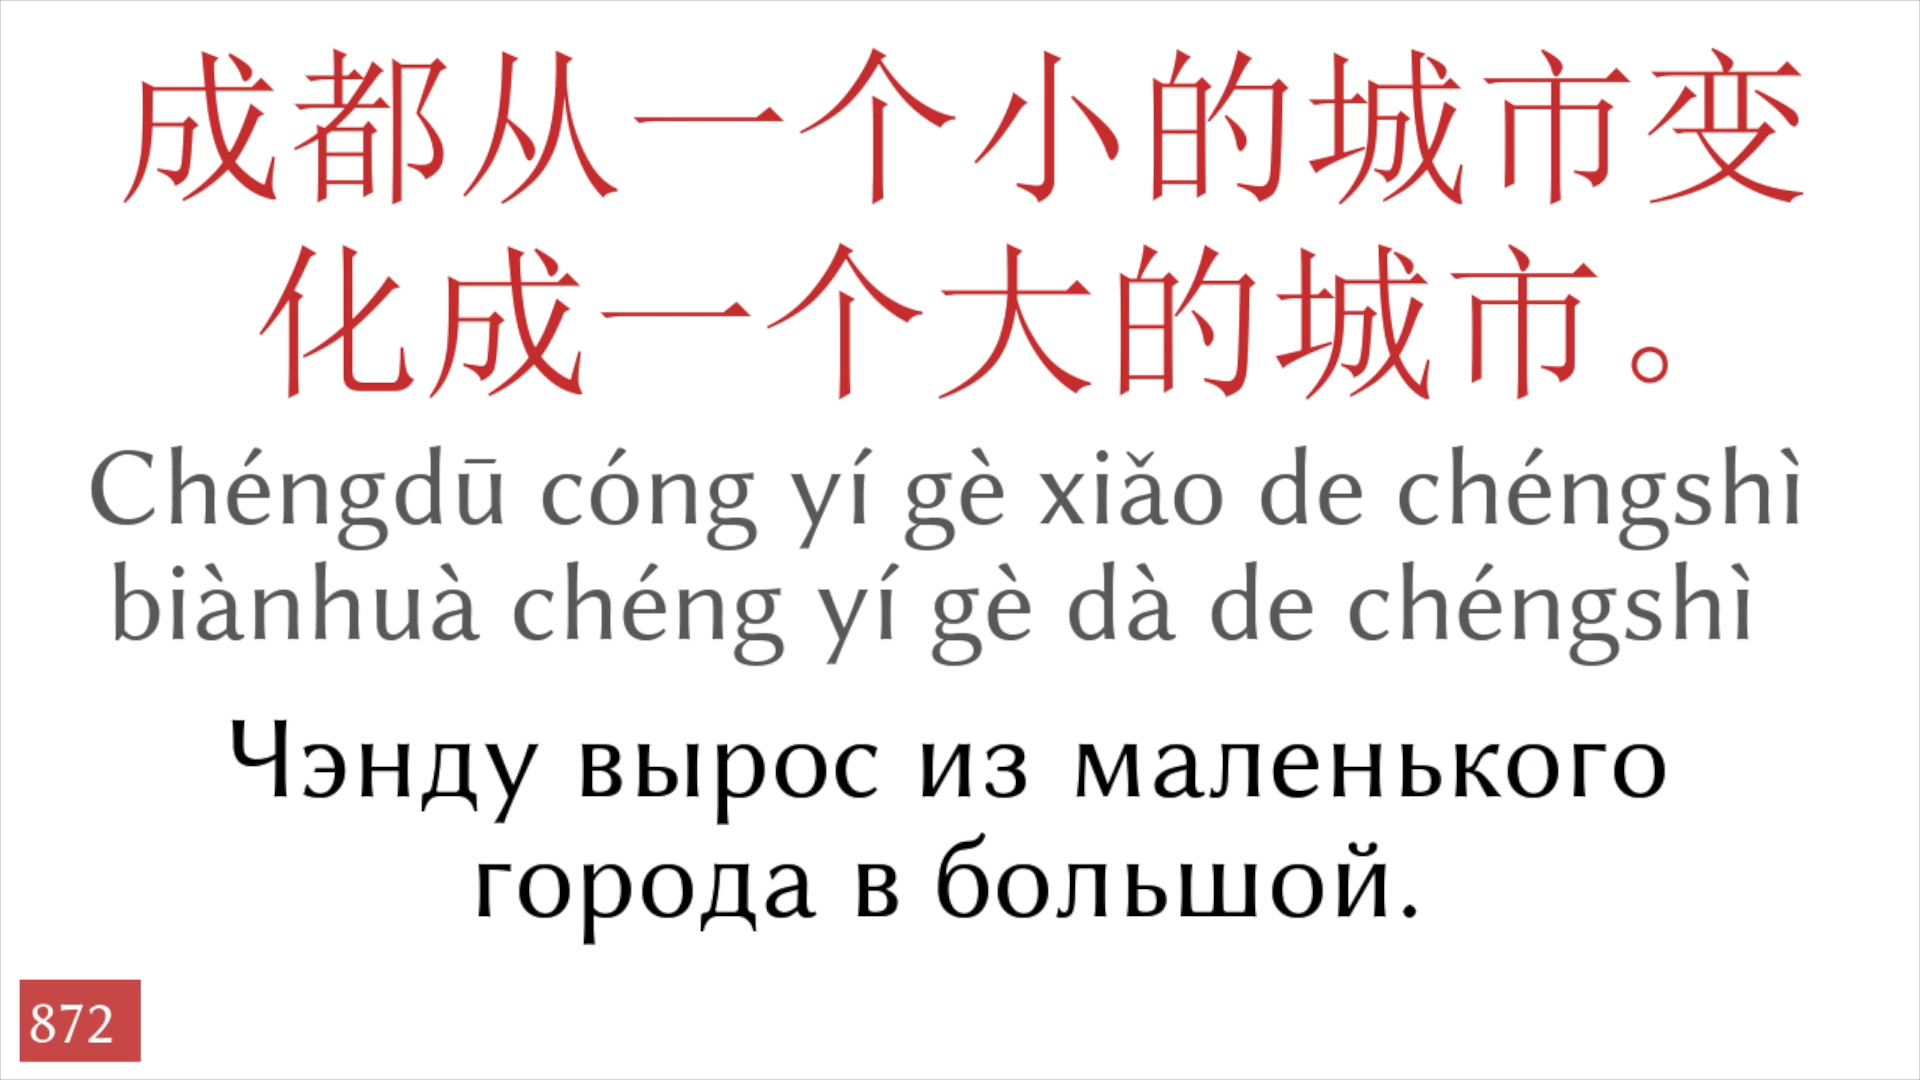 成都从一个小的城市变
化成一个大的城市。
Chéngdū cóng yí gè xiǎo de chéngshì
biànhuà chéng yí gè dà de chéngshì
Чэнду вырос из маленького
города в большой.
872